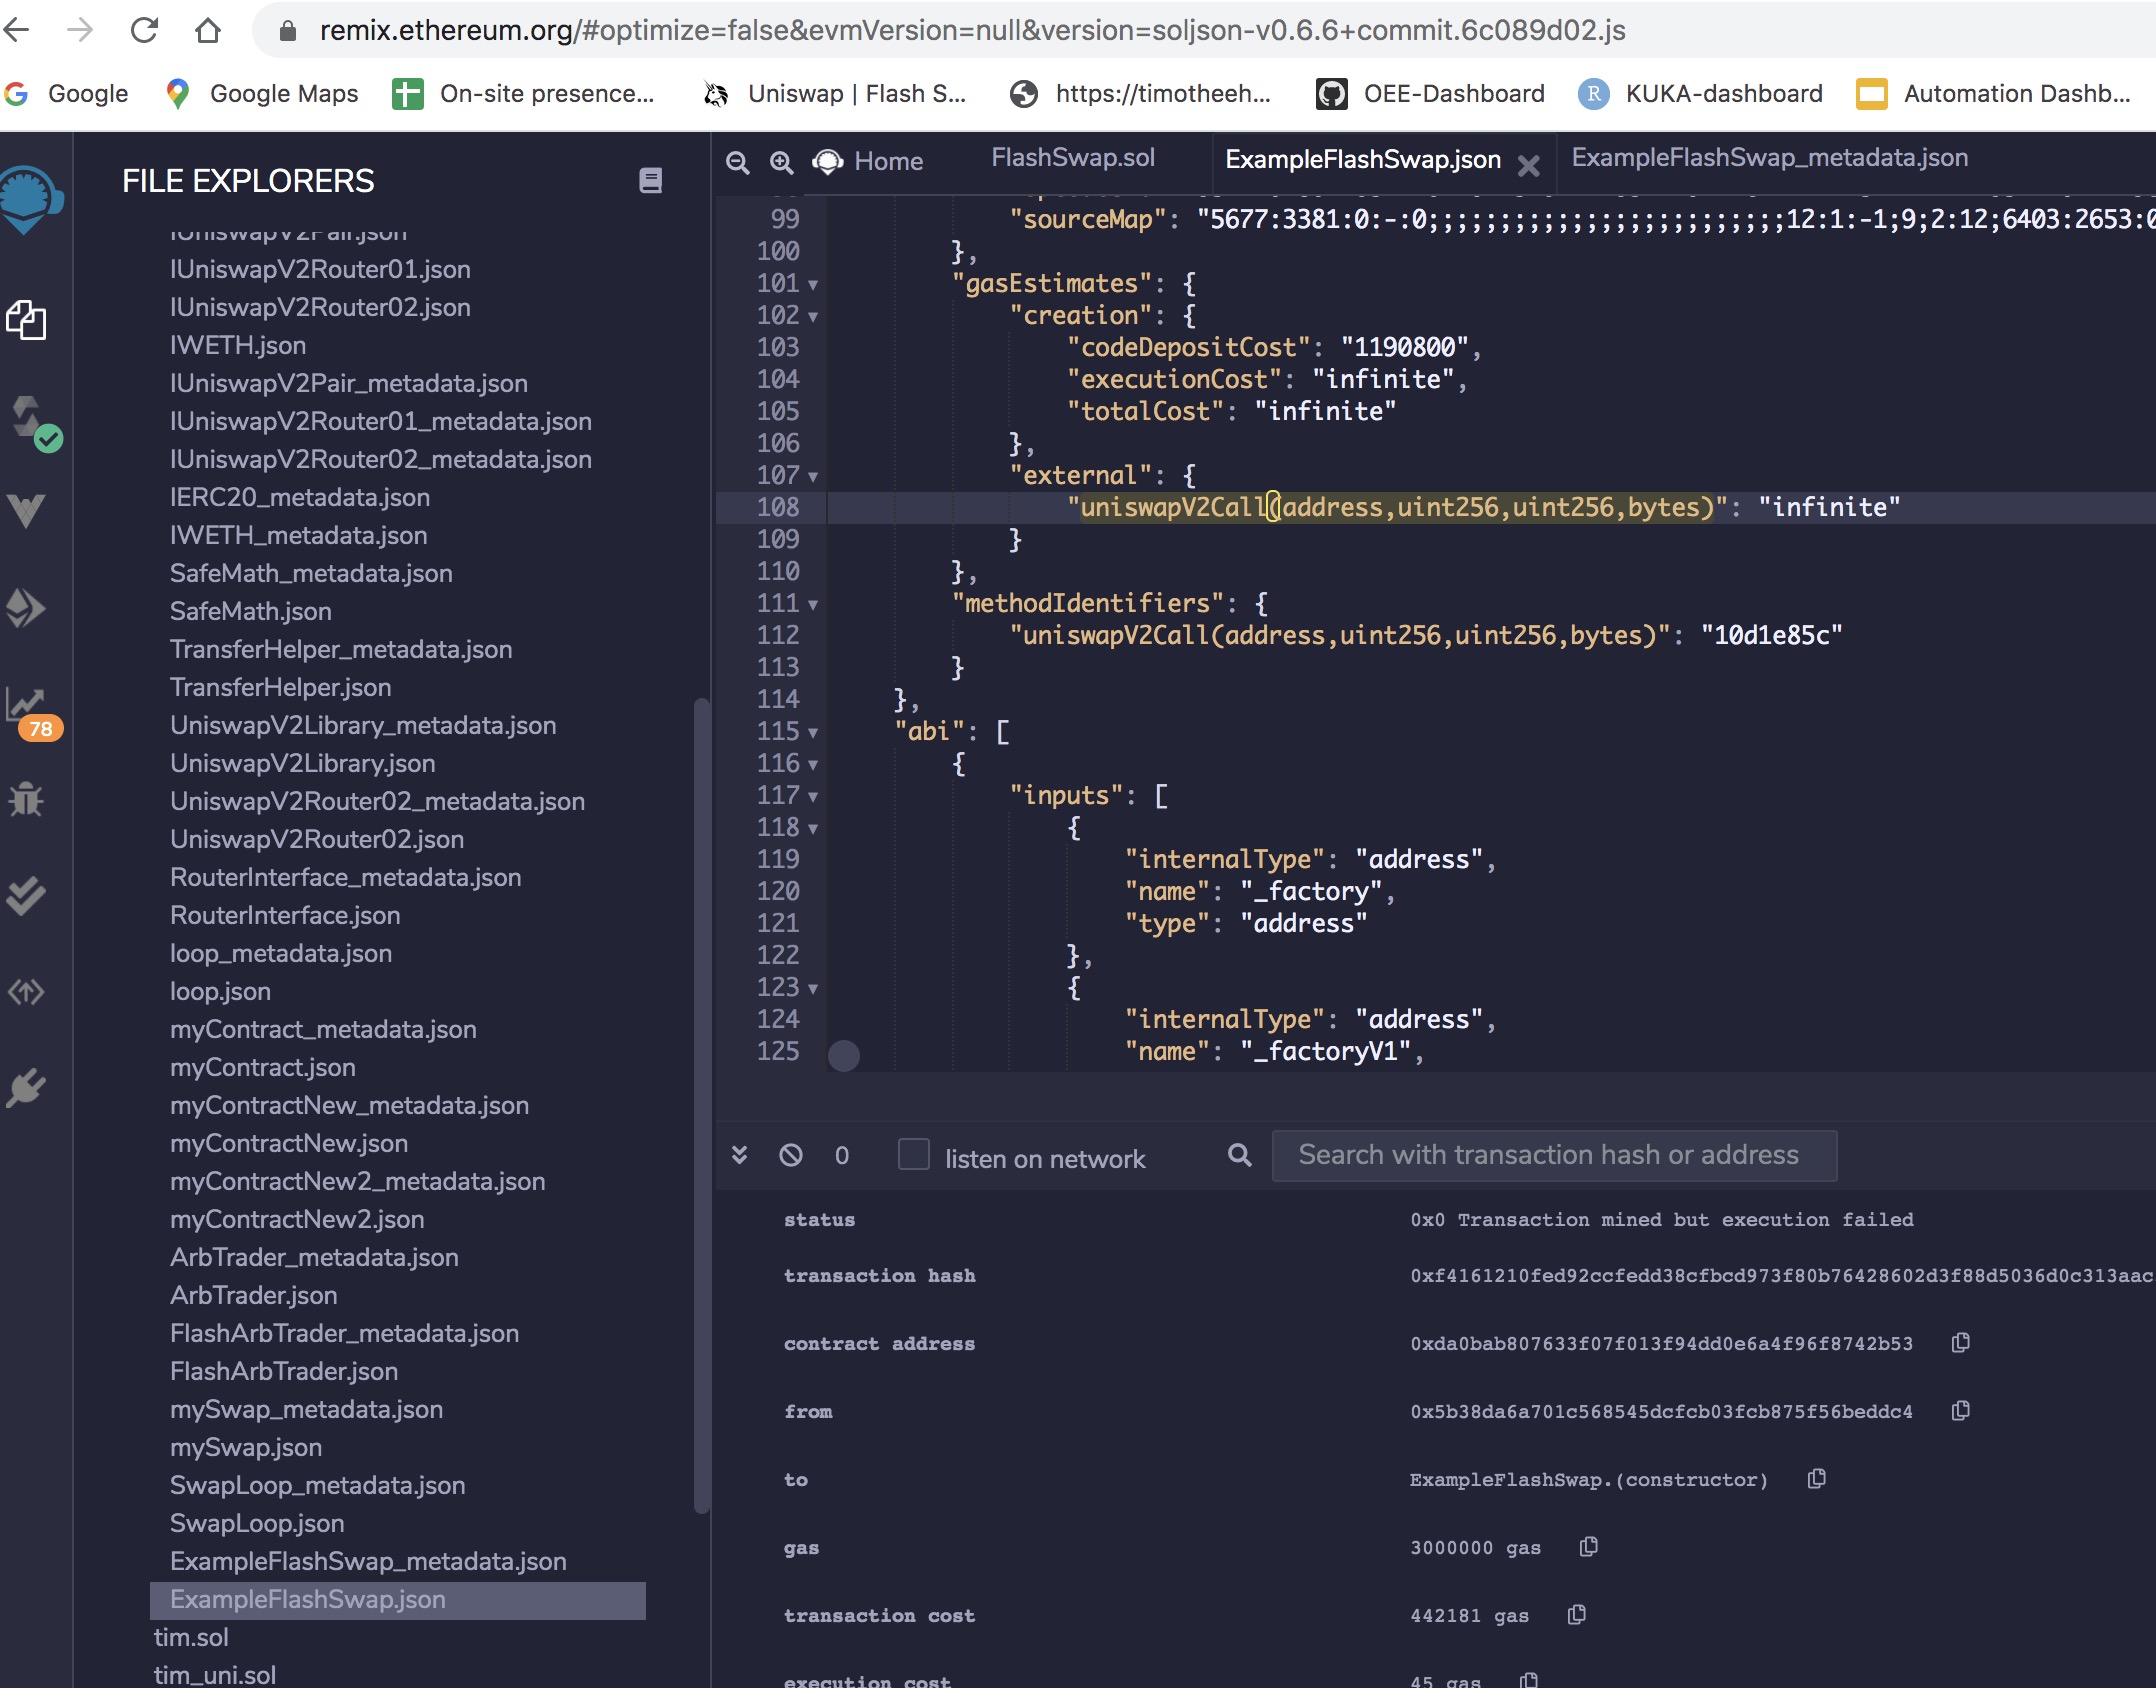 remix.ethereum.org/#optimize=false&evmVersion=null&version=soljson-v0.6.6+commit.6c089d02.js
Google
Google Maps
On-site presence...
Uniswap | Flash S...
https://timotheeh...
OEE-Dashboard
R
KUKA-dashboard
Automation Dashb...
FILE EXPLORERS
IUniswapV2Pair.json
IUniswapV2Router01.json
IUniswapV2Router02.json
IWETH.json
IUniswapV2Pair_metadata.json
IUniswapV2Router01_metadata.json
IUniswapV2Router02_metadata.json
IERC20_metadata.json
IWETH_metadata.json
SafeMath_metadata.json
SafeMath.json
TransferHelper_metadata.json
TransferHelper.json
UniswapV2Library_metadata.json
UniswapV2Library.json
UniswapV2Router02_metadata.json
UniswapV2Router02.json
RouterInterface_metadata.json
RouterInterface.json
loop_metadata.json
loop.json
myContract_metadata.json
myContract.json
myContractNew_metadata.json
myContractNew.json
myContractNew2_metadata.json
myContractNew2.json
ArbTrader_metadata.json
ArbTrader.json
FlashArbTrader_metadata.json
FlashArbTrader.json
mySwap_metadata.json
mySwap.json
SwapLoop_metadata.json
SwapLoop.json
ExampleFlashSwap_metadata.json
ExampleFlashSwap.json
tim.sol
tim_uni.sol
78
Home
FlashSwap.sol
ExampleFlashSwap.json
ExampleFlashSwap_metadata.json
99 "sourceMap": "5677:3381:0:-:0;;;;;;;;;;;;;;;;;;;;;;;;;12:1:-1;9;2:12;6403:2653:0
100 },
101 "gasEstimates": {
102 "creation": {
103 "codeDepositCost": "1190800",
104 "executionCost": "infinite",
105 "totalCost": "infinite"
106 },
107 "external": {
108 "uniswapV2Call(address,uint256,uint256,bytes)": "infinite"
109 }
110 },
111 "methodIdentifiers": {
112 "uniswapV2Call(address,uint256,uint256,bytes)": "10d1e85c"
113 }
114 },
115 "abi": [
116 {
117 "inputs": [
118 {
119 "internalType": "address",
120 "name": "_factory",
121 "type": "address"
122 },
123 {
124 "internalType": "address",
125 "name": "_factoryV1",
0
listen on network
Search with transaction hash or address
status 0x0 Transaction mined but execution failed
transaction hash 0xf4161210fed92ccfedd38cfbcd973f80b76428602d3f88d5036d0c313aac
contract address 0xda0bab807633f07f013f94dd0e6a4f96f8742b53
from 0x5b38da6a701c568545dcfcb03fcb875f56beddc4
to ExampleFlashSwap.(constructor)
gas 3000000 gas
transaction cost 442181 gas
execution cost 45 gas